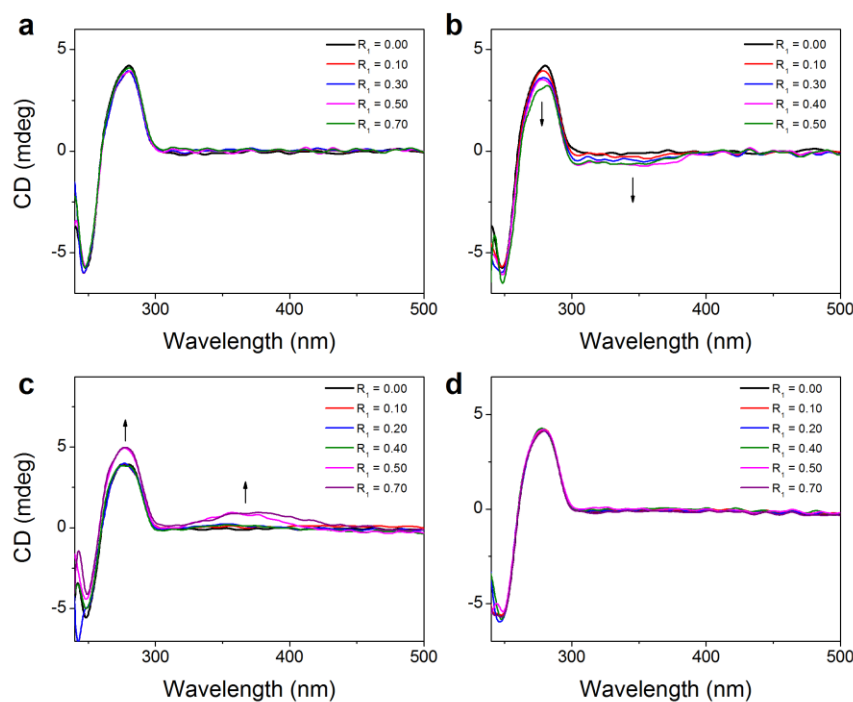 a
R1 = 0.00
R1 = 0.10
R1 = 0.30
R1 = 0.50
R1 = 0.70
5
0
-5
CD (mdeg)
300 400 500
Wavelength (nm)
b
R1 = 0.00
R1 = 0.10
R1 = 0.30
R1 = 0.40
R1 = 0.50
5
0
-5
300 400 500
Wavelength (nm)
c
R1 = 0.00
R1 = 0.10
R1 = 0.20
R1 = 0.40
R1 = 0.50
R1 = 0.70
5
0
-5
CD (mdeg)
300 400 500
Wavelength (nm)
d
R1 = 0.00
R1 = 0.10
R1 = 0.20
R1 = 0.40
R1 = 0.50
R1 = 0.70
5
0
-5
300 400 500
Wavelength (nm)